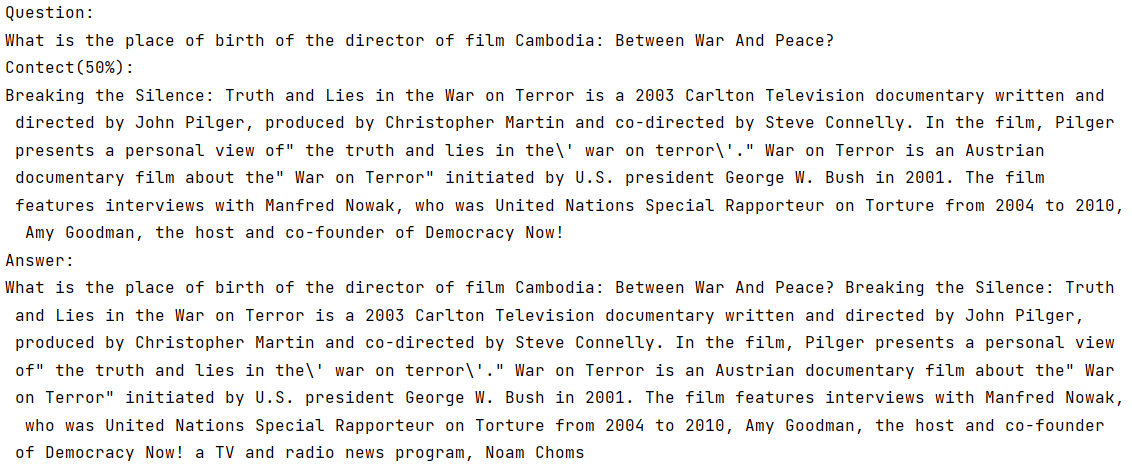 Question:
What is the place of birth of the director of film Cambodia: Between War And Peace?
Contect(50%):
Breaking the Silence: Truth and Lies in the War on Terror is a 2003 Carlton Television documentary written and
directed by John Pilger, produced by Christopher Martin and co-directed by Steve Connelly. In the film, Pilger
presents a personal view of" the truth and lies in the\' war on terror\'." War on Terror is an Austrian
documentary film about the" War on Terror" initiated by U.S. president George W. Bush in 2001. The film
features interviews with Manfred Nowak, who was United Nations Special Rapporteur on Torture from 2004 to 2010,
Amy Goodman, the host and co-founder of Democracy Now!
Answer:
What is the place of birth of the director of film Cambodia: Between War And Peace? Breaking the Silence: Truth
and Lies in the War on Terror is a 2003 Carlton Television documentary written and directed by John Pilger,
produced by Christopher Martin and co-directed by Steve Connelly. In the film, Pilger presents a personal view
of" the truth and lies in the\' war on terror\'." War on Terror is an Austrian documentary film about the" War
on Terror" initiated by U.S. president George W. Bush in 2001. The film features interviews with Manfred Nowak,
who was United Nations Special Rapporteur on Torture from 2004 to 2010, Amy Goodman, the host and co-founder
of Democracy Now! a TV and radio news program, Noam Choms